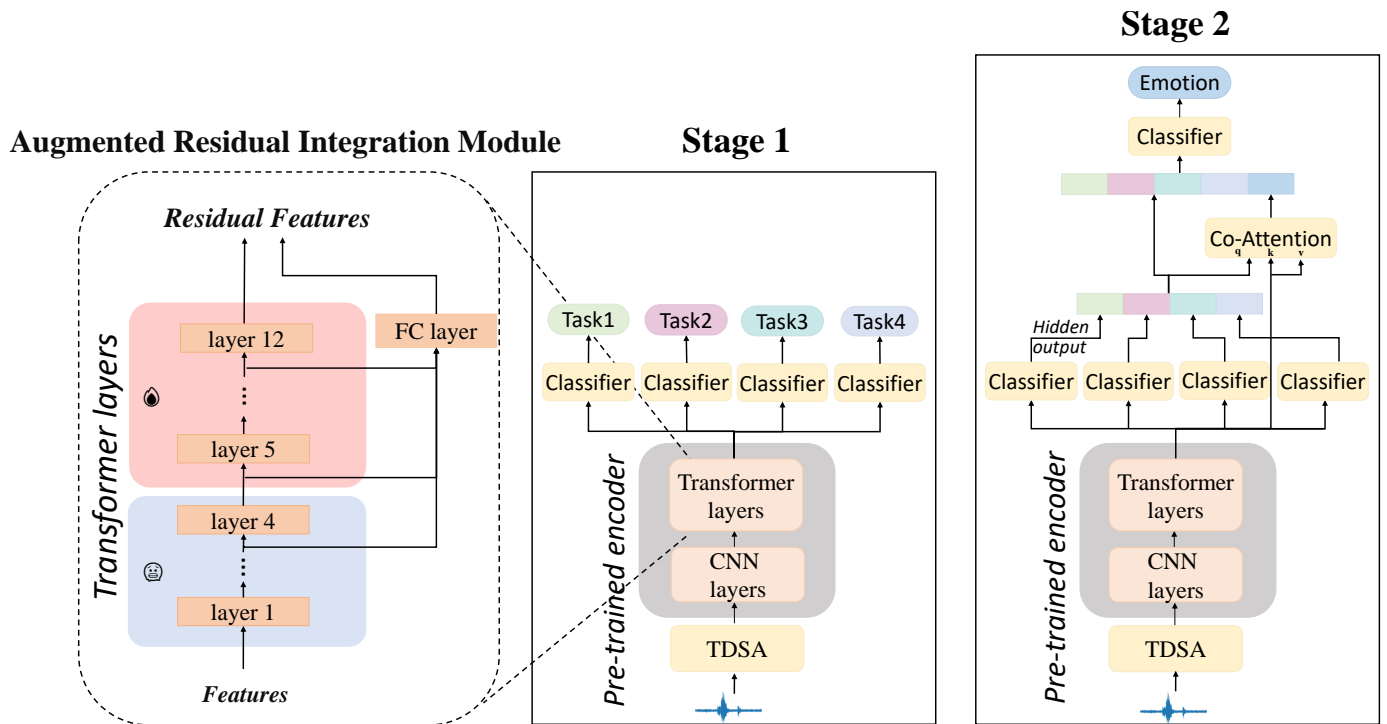 Augmented Residual Integration Module
Residual Features
Transformer layers
layer 12
FC layer
...
layer 5
layer 4
...
layer 1
Features
Stage 1
Task1
Task2
Task3
Task4
Classifier
Classifier
Classifier
Classifier
Pre-trained encoder
Transformer
layers
CNN
layers
TDSA
Stage 2
Emotion
Classifier
Co-Attention
q
k
v
Hidden
output
Classifier
Classifier
Classifier
Classifier
Pre-trained encoder
Transformer
layers
CNN
layers
TDSA